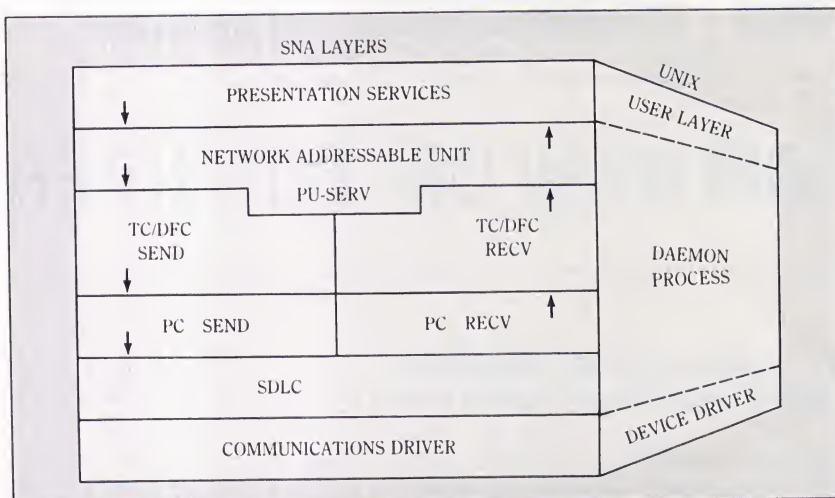 SNA LAYERS
UNIX
PRESENTATION SERVICES
USER LAYER
NETWORK ADDRESSABLE UNIT
PU-SERV
TC/DFC
SEND
TC/DFC
RECV
DAEMON
PROCESS
PC SEND
PC RECV
SDLC
DEVICE DRIVER
COMMUNICATIONS DRIVER